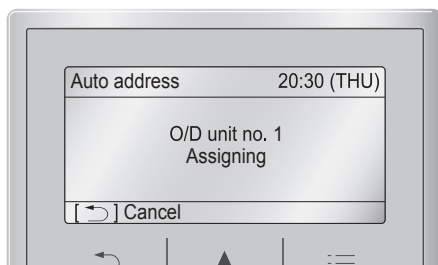 Auto address 20:30 (THU)
O/D unit no. 1
Assigning
[⮌] Cancel